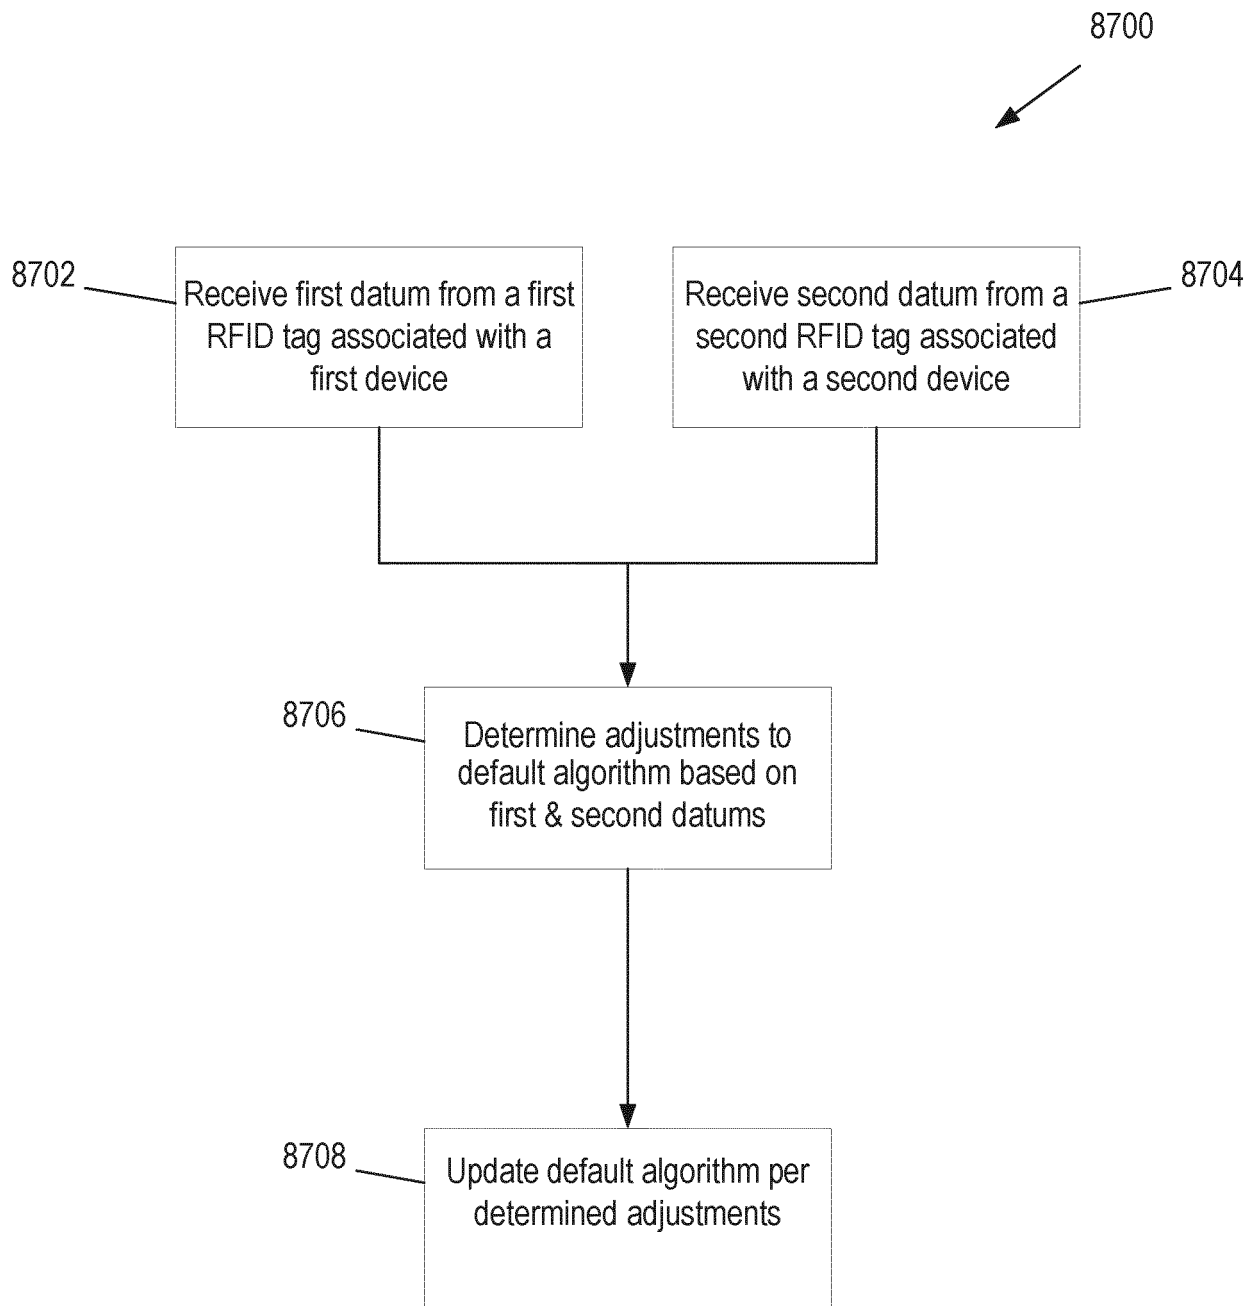 8700
8702
Receive first datum from a first
RFID tag associated with a
first device
Receive second datum from a
second RFID tag associated
with a second device
8704
8706
Determine adjustments to
default algorithm based on
first & second datums
8708
Update default algorithm per
determined adjustments